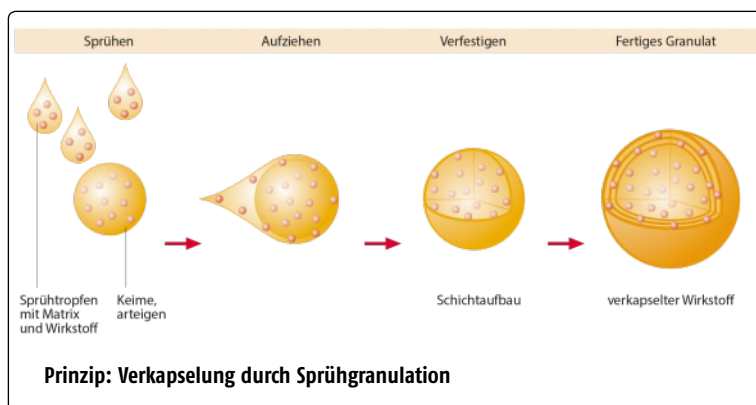 Sprühen
Aufziehen
Verfestigen
Fertiges Granulat
Sprühtropfen
mit Matrix
und Wirkstoff
Keime,
arteigen
Schichtaufbau
verkapselter Wirkstoff
Prinzip: Verkapselung durch Sprühgranulation